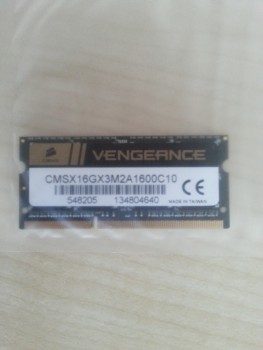 VENGEANCE
CMSX16GX3M2A1600C10
548205 134804640
CE
MADE IN TAIWAN